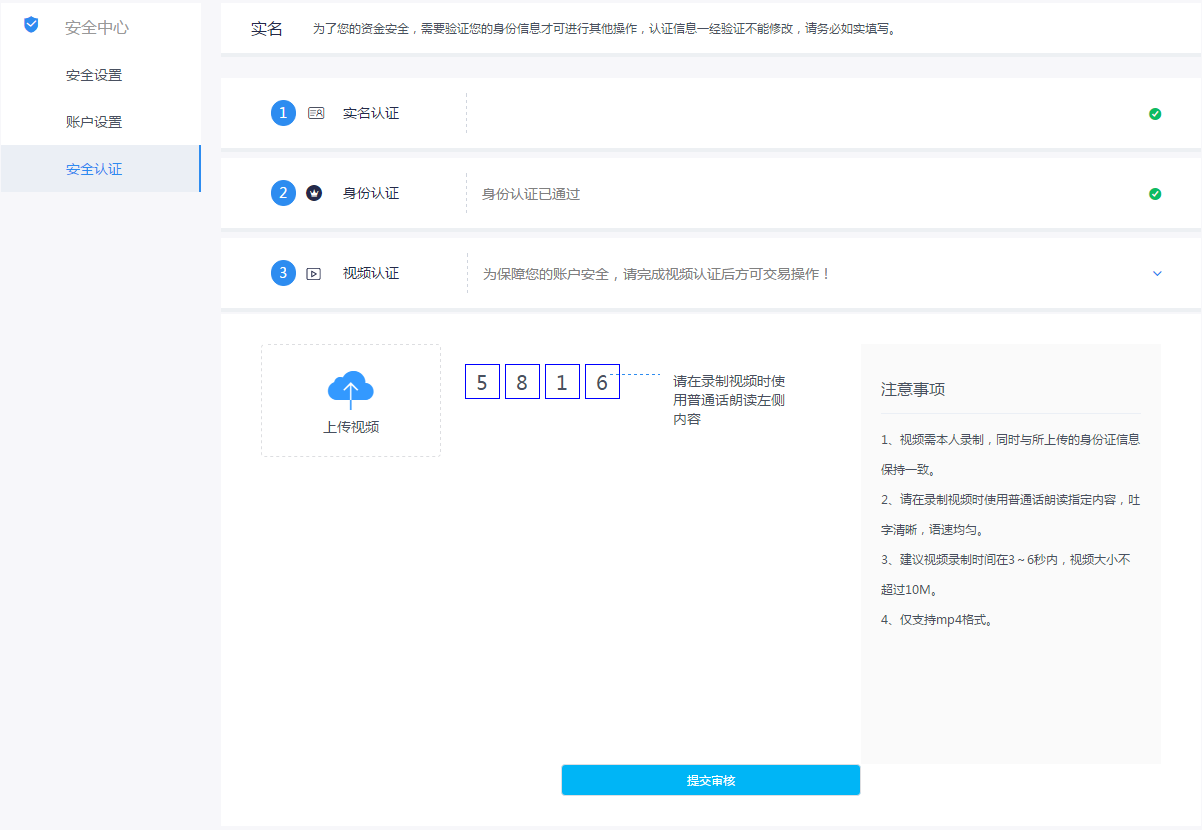 安全中心
安全设置
账户设置
安全认证
实名 为了您的资金安全，需要验证您的身份信息才可进行其他操作，认证信息一经验证不能修改，请务必如实填写。
1 实名认证
2 身份认证 身份认证已通过
3 视频认证 为保障您的账户安全，请完成视频认证后方可交易操作！
上传视频
5 8 1 6
请在录制视频时使
用普通话朗读左侧
内容
注意事项
1、视频需本人录制，同时与所上传的身份证信息
保持一致。
2、请在录制视频时使用普通话朗读指定内容，吐
字清晰，语速均匀。
3、建议视频录制时间在3～6秒内，视频大小不
超过10M。
4、仅支持mp4格式。
提交审核